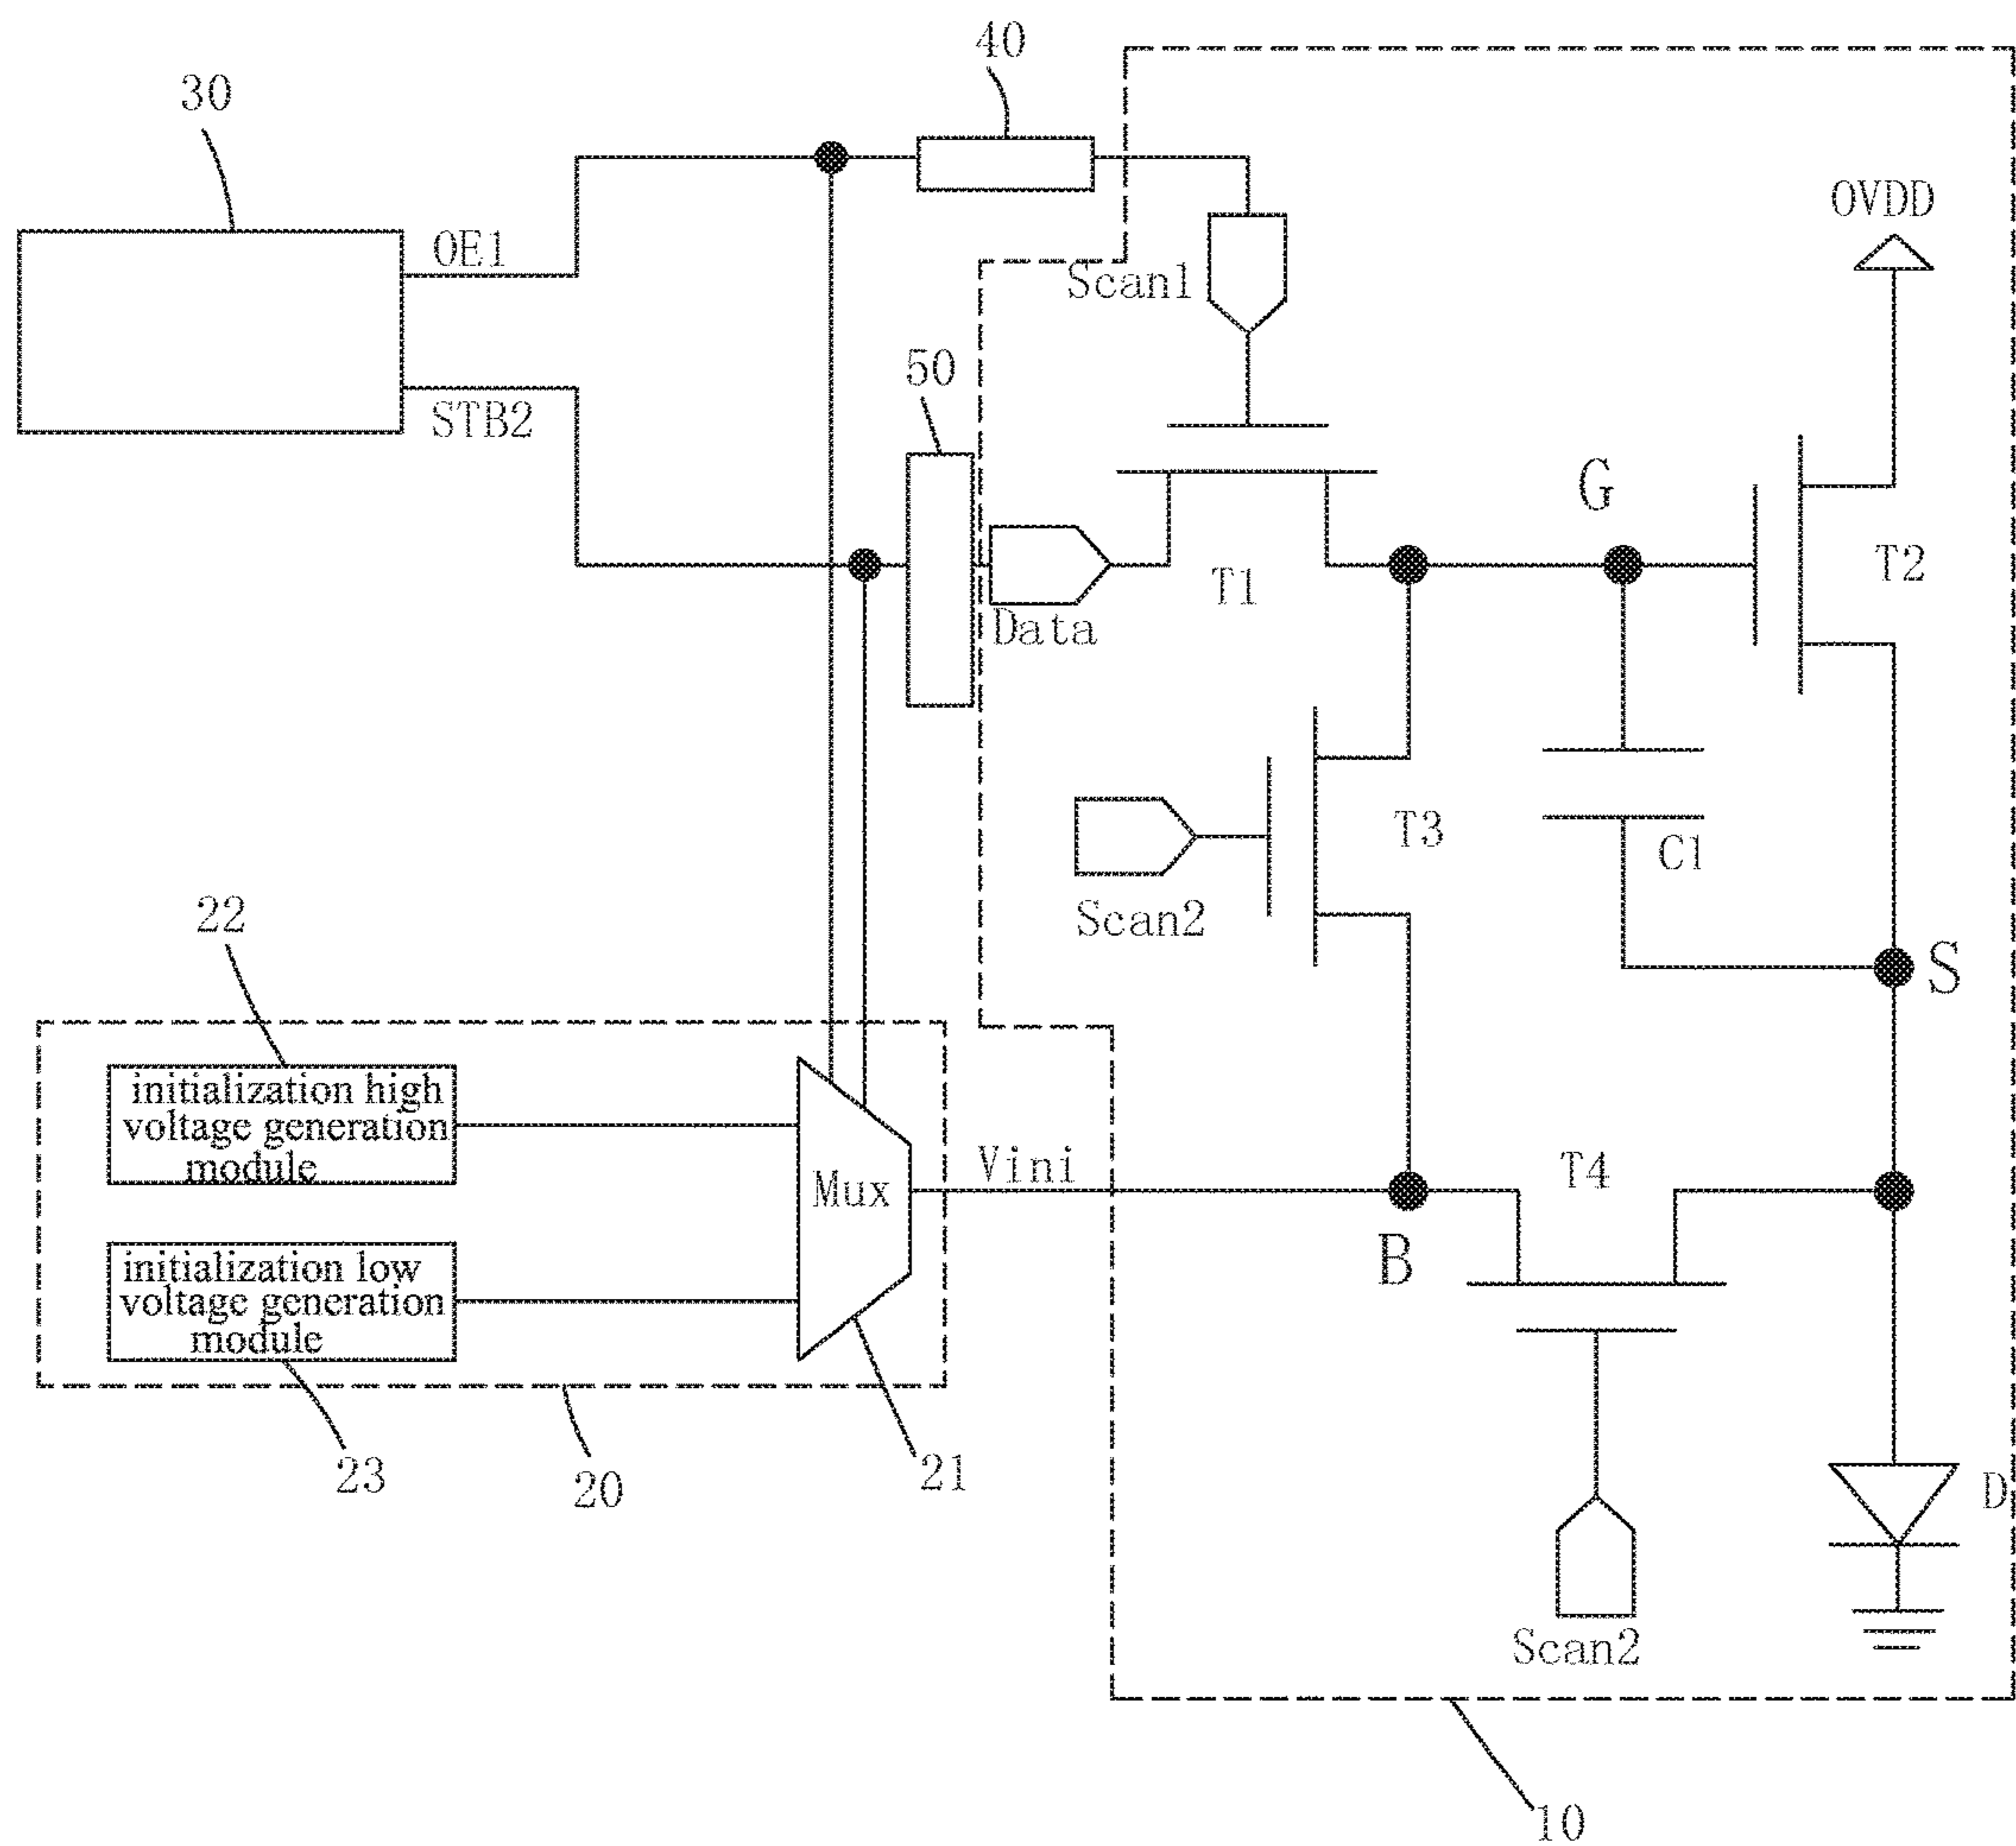 40
30
OVDD
OE1
Scan1
50
STB2
G
T2
T1
Data
T3
C1
22
Scan2
S
initialization high
voltage generation
module
Vini
T4
Mux
B
initialization low
voltage generation
module
23
20
21
D
Scan2
10